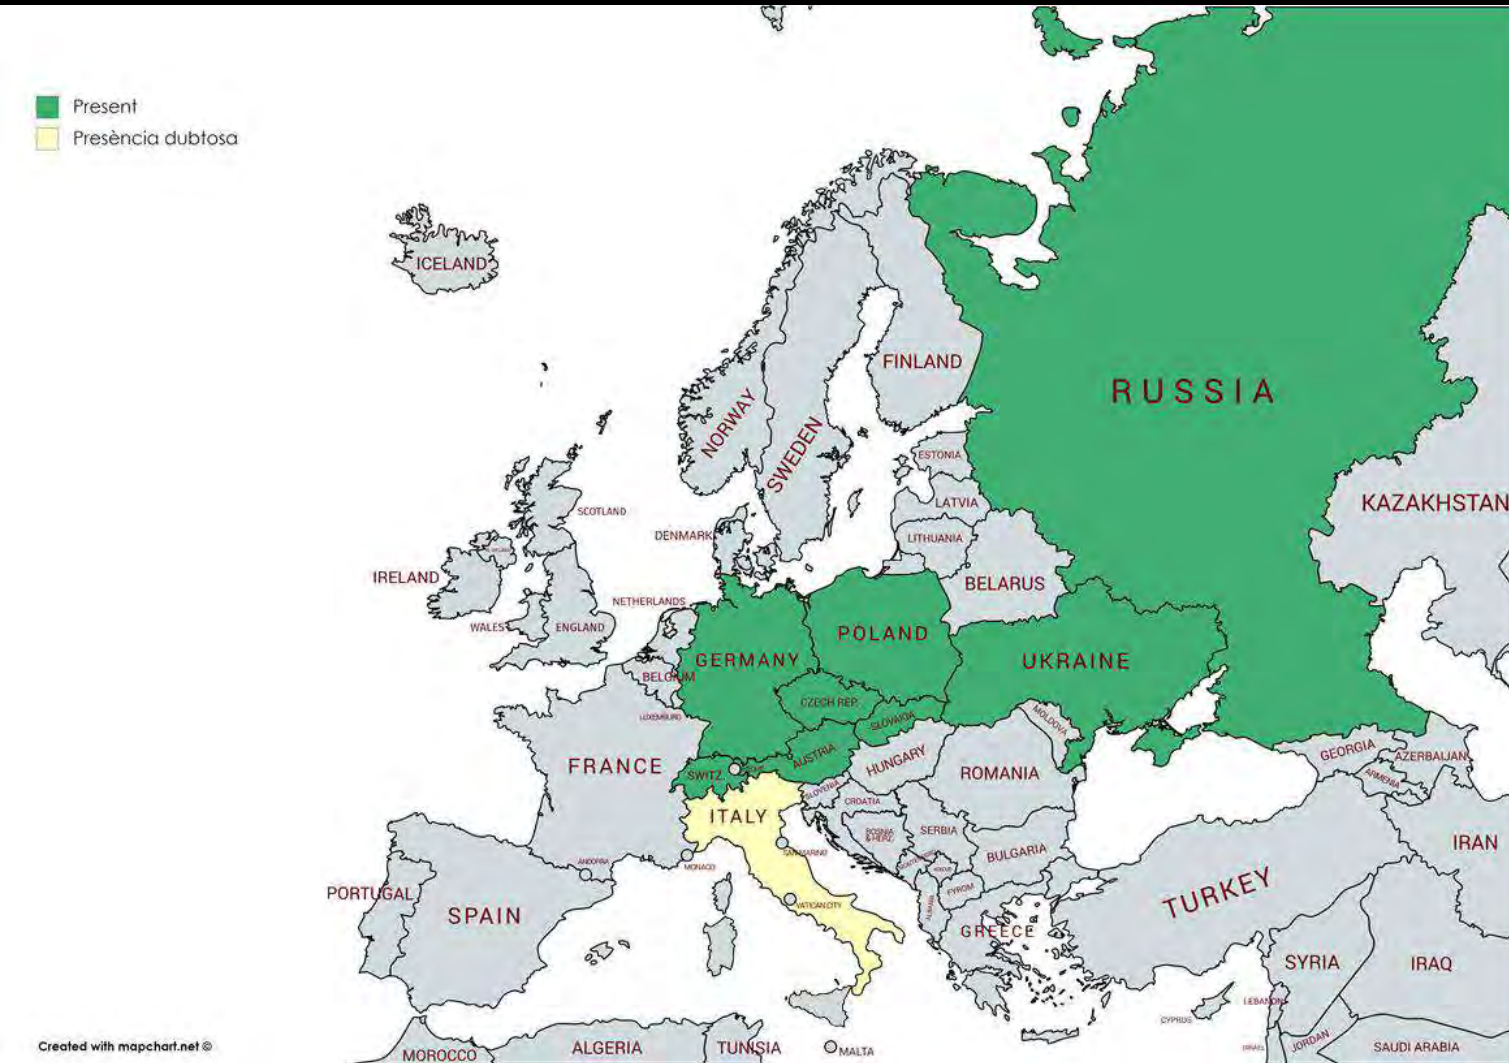 Present
Presència dubtosa
ICELAND
RUSSIA
FINLAND
NORWAY
SWEDEN
ESTONIA
KAZAKHSTAN
LATVIA
SCOTLAND
DENMARK
LITHUANIA
IRELAND
BELARUS
NETHERLANDS
WALES
ENGLAND
POLAND
GERMANY
UKRAINE
BELGIUM
CZECH REP.
LUXEMBURG
SLOVAKIA
MOLDOVA
FRANCE
SWITZ.
AUSTRIA
HUNGARY
ROMANIA
GEORGIA
AZERBAIJAN
ARMENIA
SLOVENIA
CROATIA
ITALY
BOSNIA
& HERZ.
SERBIA
IRAN
SAN MARINO
BULGARIA
ANDORRA
MONACO
PORTUGAL
SPAIN
VATICAN CITY
FYROM
ALBANIA
TURKEY
GREECE
SYRIA
IRAQ
LEBANON
CYPRUS
Created with mapchart.net ©
MOROCCO
ALGERIA
TUNISIA
MALTA
ISRAEL
JORDAN
SAUDI ARABIA